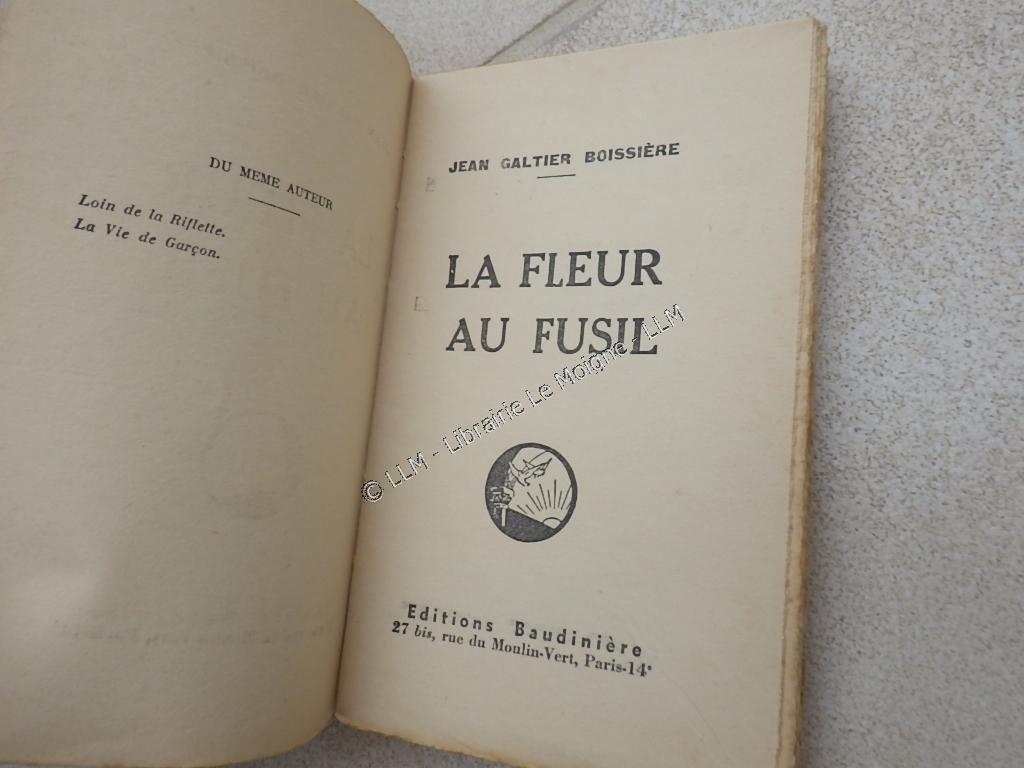 DU MEME AUTEUR
Loin de la Riflette.
La Vie de Garçon.
JEAN GALTIER BOISSIÈRE
LA FLEUR
AU FUSIL
© LLM - Librairie Le Moigne - LLM
Editions Baudinière
27 bis, rue du Moulin-Vert, Paris-14e